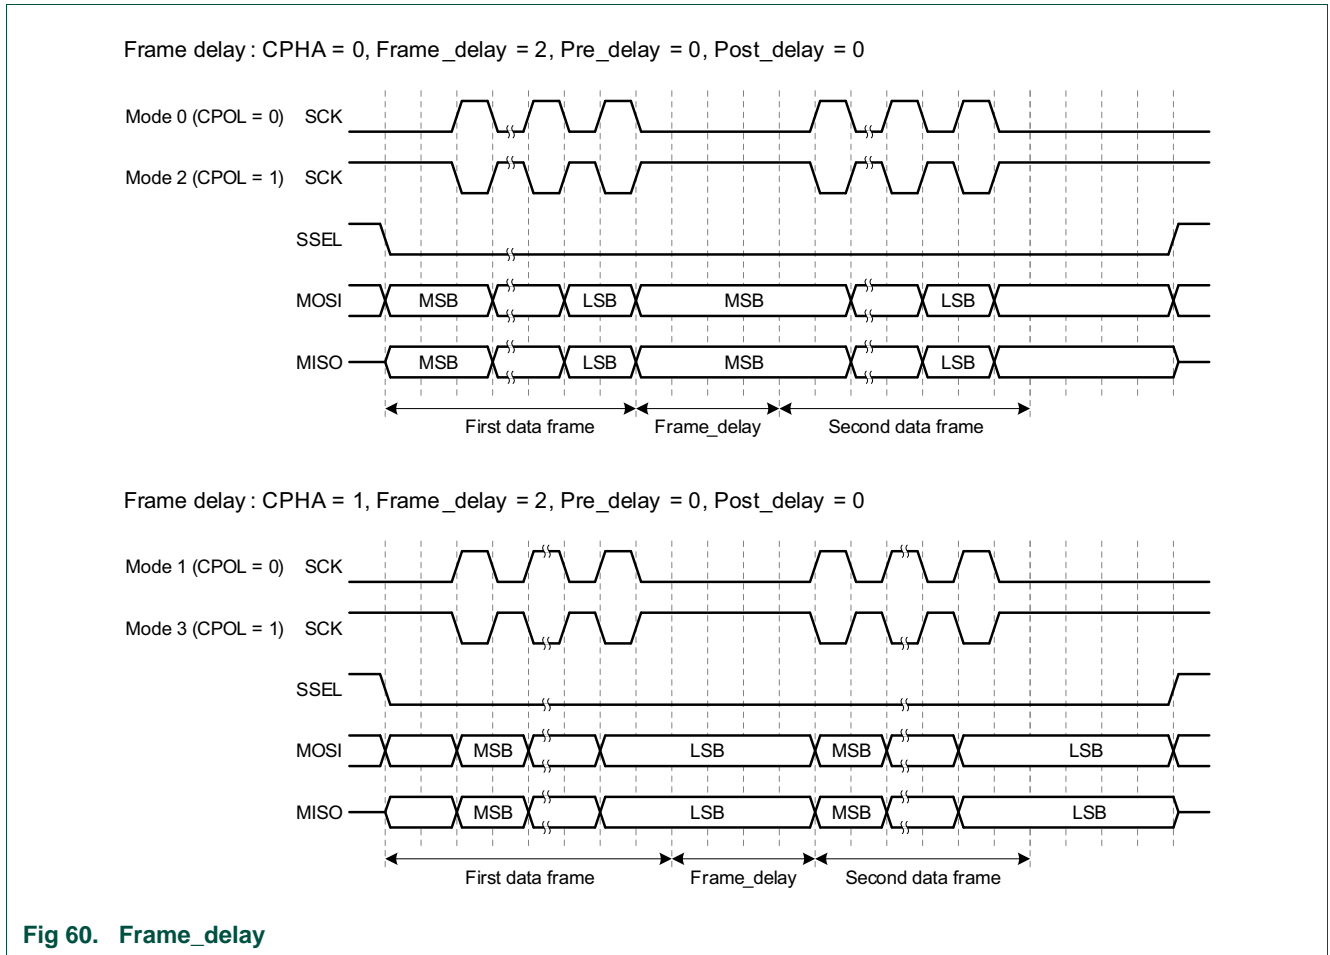 Frame delay : CPHA = 0, Frame_delay = 2, Pre_delay = 0, Post_delay = 0
Mode 0 (CPOL = 0) SCK
Mode 2 (CPOL = 1) SCK
SSEL
MOSI MSB LSB MSB LSB
MISO MSB LSB MSB LSB
First data frame Frame_delay Second data frame
Frame delay : CPHA = 1, Frame_delay = 2, Pre_delay = 0, Post_delay = 0
Mode 1 (CPOL = 0) SCK
Mode 3 (CPOL = 1) SCK
SSEL
MOSI MSB LSB MSB LSB
MISO MSB LSB MSB LSB
First data frame Frame_delay Second data frame
Fig 60. Frame_delay